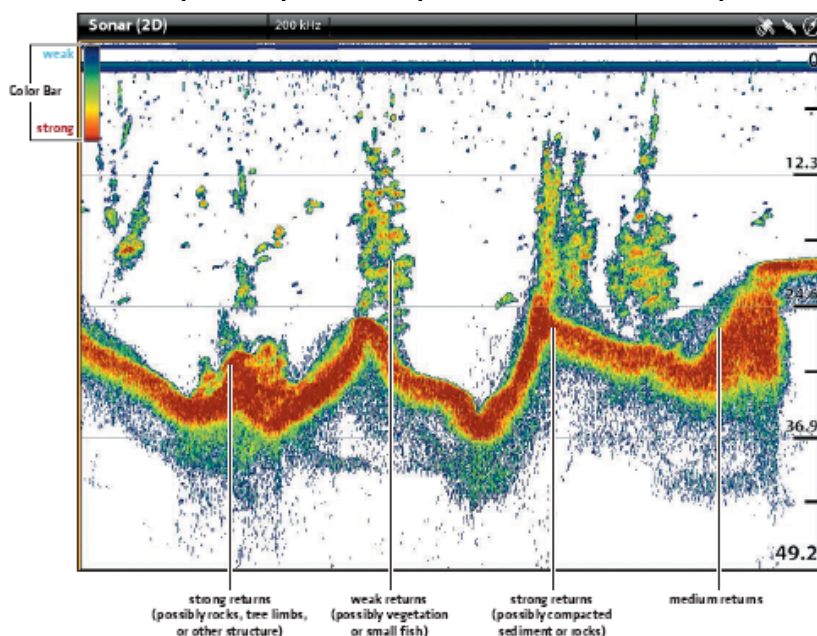 Sonar (2D) 200 kHz
weak
Color Bar
strong
0
12.3
36.9
49.2
strong returns
(possibly rocks, tree limbs,
or other structure)
weak returns
(possibly vegetation
or small fish)
strong returns
(possibly compacted
sediment or rocks)
medium returns